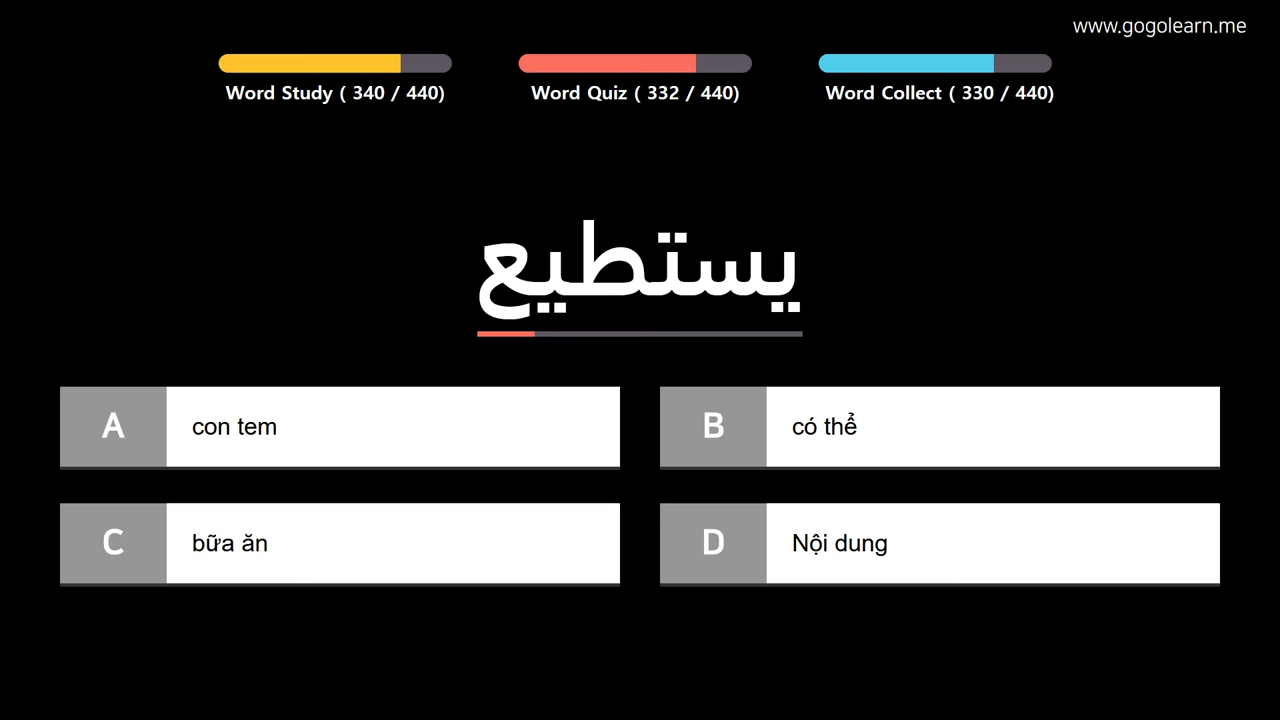 www.gogolearn.me
Word Study ( 340 / 440)
Word Quiz ( 332 / 440)
Word Collect ( 330 / 440)
يستطيع
A con tem
B có thể
C bữa ăn
D Nội dung